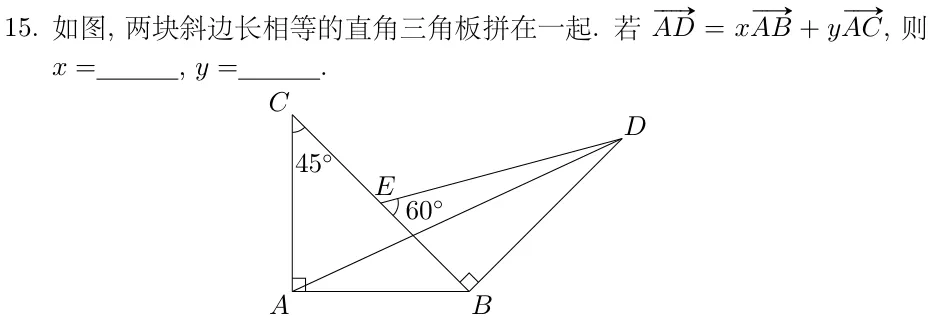 15. 如图, 两块斜边长相等的直角三角板拼在一起. 若 $\overrightarrow{AD} = x\overrightarrow{AB} + y\overrightarrow{AC}$, 则
x =______, y =______.
C
D
45°
E
60°
A
B